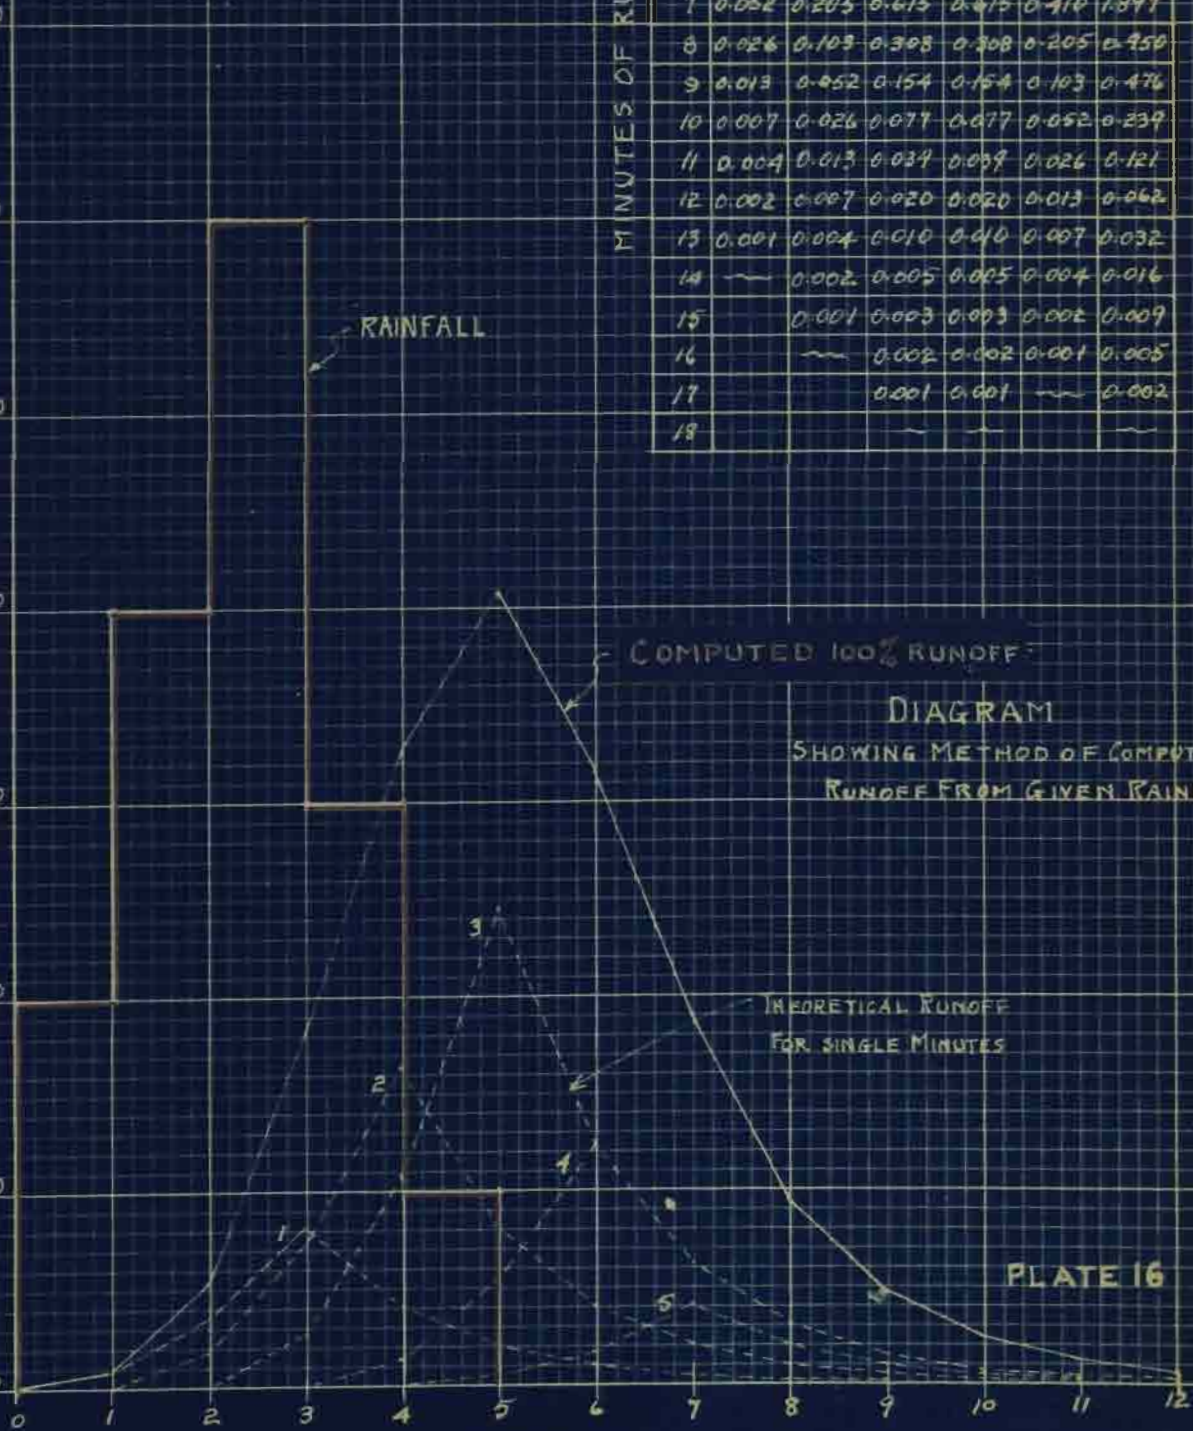 MINUTES OF
7 0.052 0.205 0.615 0.615 0.410 1.897
8 0.026 0.103 0.308 0.308 0.205 0.950
9 0.013 0.052 0.154 0.154 0.103 0.476
10 0.007 0.026 0.077 0.077 0.052 0.239
11 0.004 0.013 0.039 0.039 0.026 0.121
12 0.002 0.007 0.020 0.020 0.013 0.062
13 0.001 0.004 0.010 0.010 0.007 0.032
14 — 0.002 0.005 0.005 0.004 0.016
15 0.001 0.003 0.003 0.002 0.009
16 — 0.002 0.002 0.001 0.005
17 0.001 0.001 — 0.002
18 — — —
RAINFALL
COMPUTED 100% RUNOFF
DIAGRAM
SHOWING METHOD OF COMPUT
RUNOFF FROM GIVEN RAIN
3
THEORETICAL RUNOFF
FOR SINGLE MINUTES
2
4
1
5
PLATE 16
0 1 2 3 4 5 6 7 8 9 10 11 12